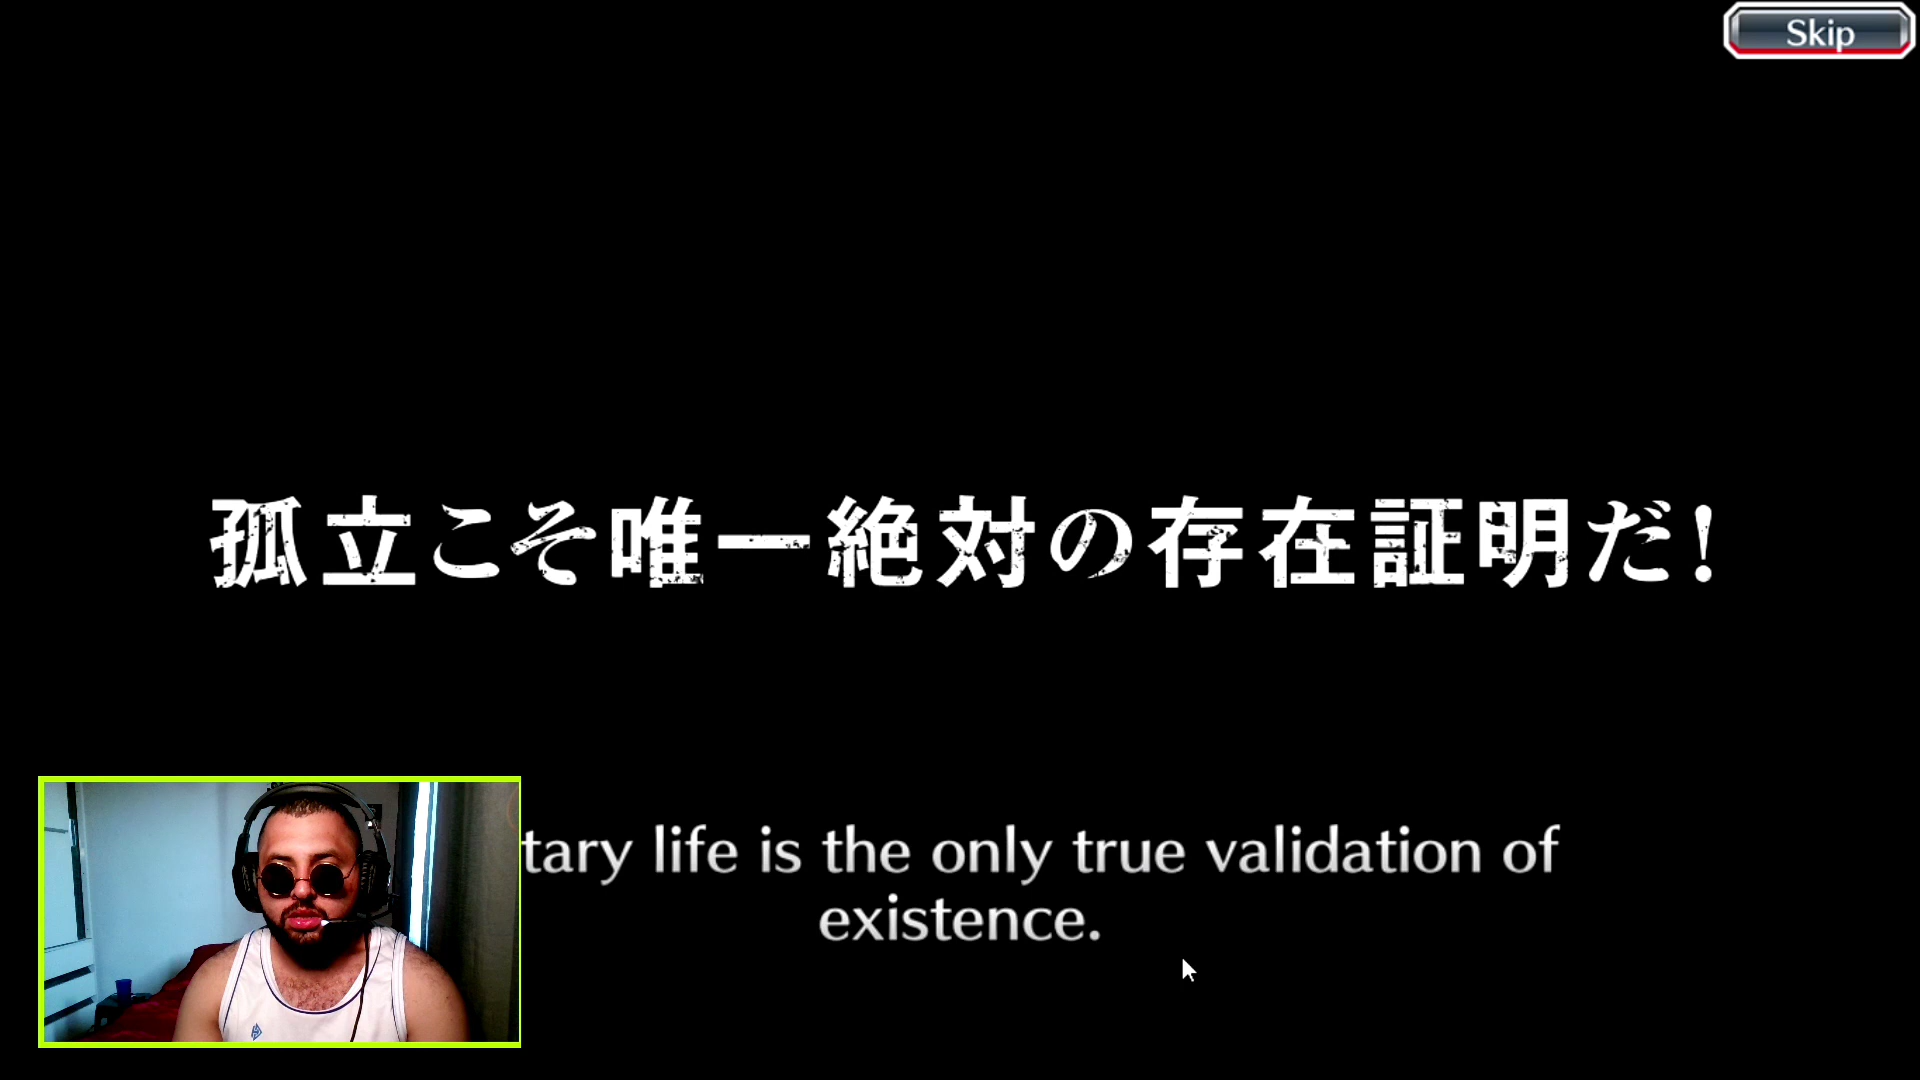 Skip
孤立こそ唯一絶対の存在証明だ!
tary life is the only true validation of
existence.